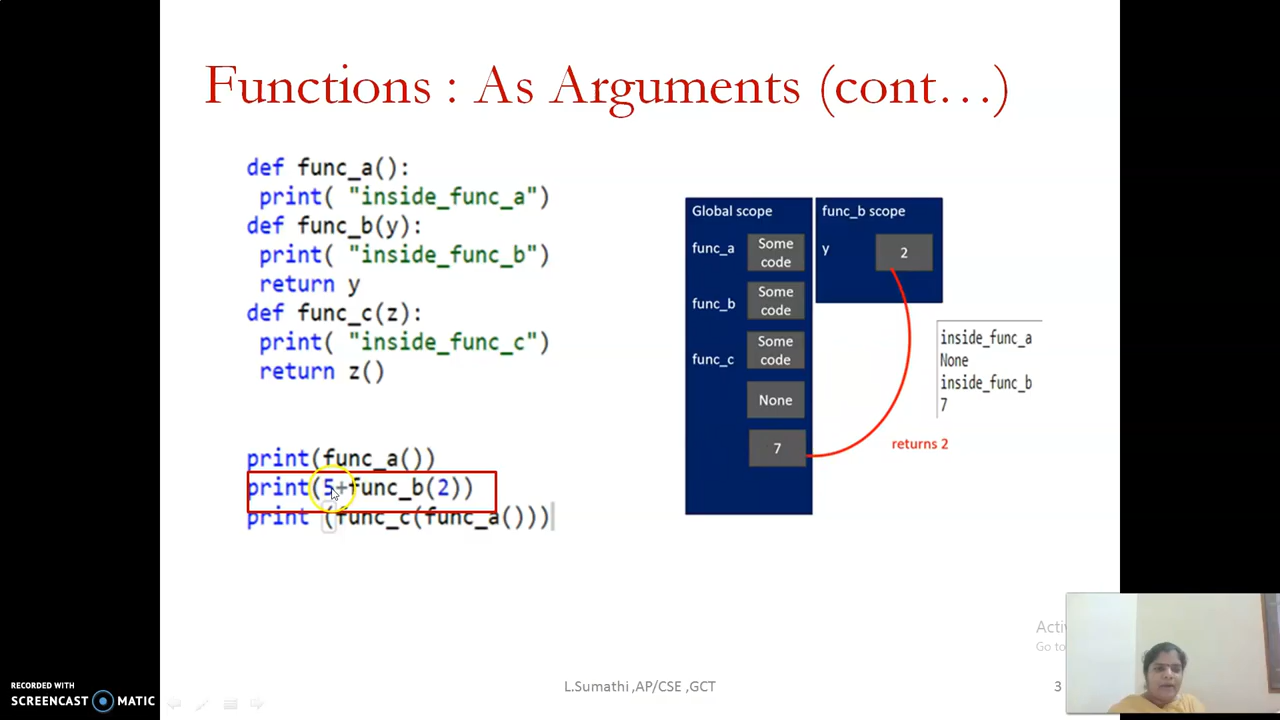 Functions : As Arguments (cont…)
def func_a():
print( "inside_func_a")
def func_b(y):
print( "inside_func_b")
return y
def func_c(z):
print( "inside_func_c")
return z()
print(func_a())
print(5+func_b(2))
print (func_c(func_a()))
Global scope
func_a
Some
code
func_b
Some
code
func_c
Some
code
None
7
func_b scope
y
2
returns 2
inside_func_a
None
inside_func_b
7
Go to
L.Sumathi ,AP/CSE ,GCT
3
RECORDED WITH
SCREENCAST MATIC